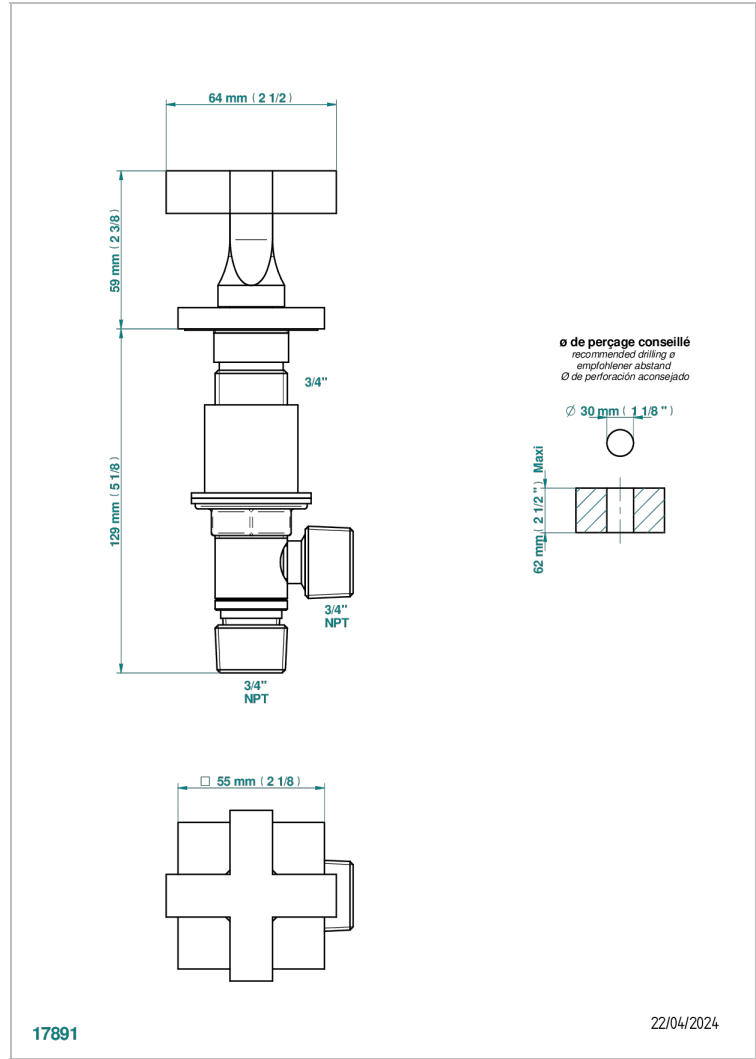 64 mm ( 2 1/2 )
59 mm ( 2 3/8 )
ø de perçage conseillé
recommended drilling ø
empfohlener abstand
Ø de perforación aconsejado
3/4"
Ø 30 mm ( 1 1/8 " )
129 mm ( 5 1/8 )
62 mm ( 2 1/2 " ) Maxi
3/4"
NPT
3/4"
NPT
□ 55 mm ( 2 1/8 )
22/04/2024
17891